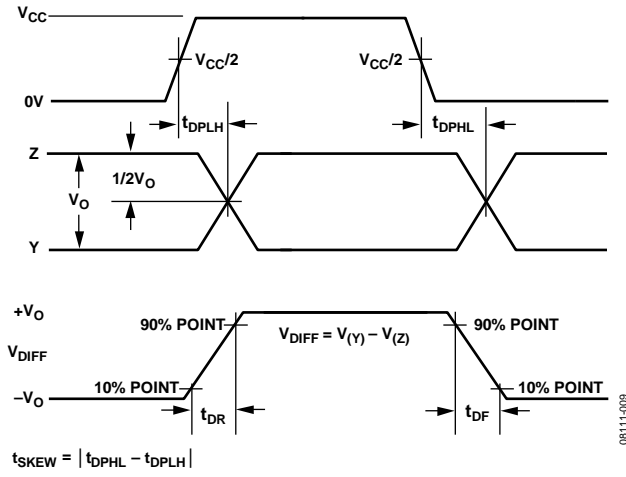 VCC
VCC/2
VCC/2
0V
tDPLH
tDPHL
Z
1/2VO
VO
Y
+VO
90% POINT
VDIFF = V(Y) – V(Z)
90% POINT
VDIFF
10% POINT
10% POINT
–VO
tDR
tDF
tSKEW = |tDPHL – tDPLH|
08111-009